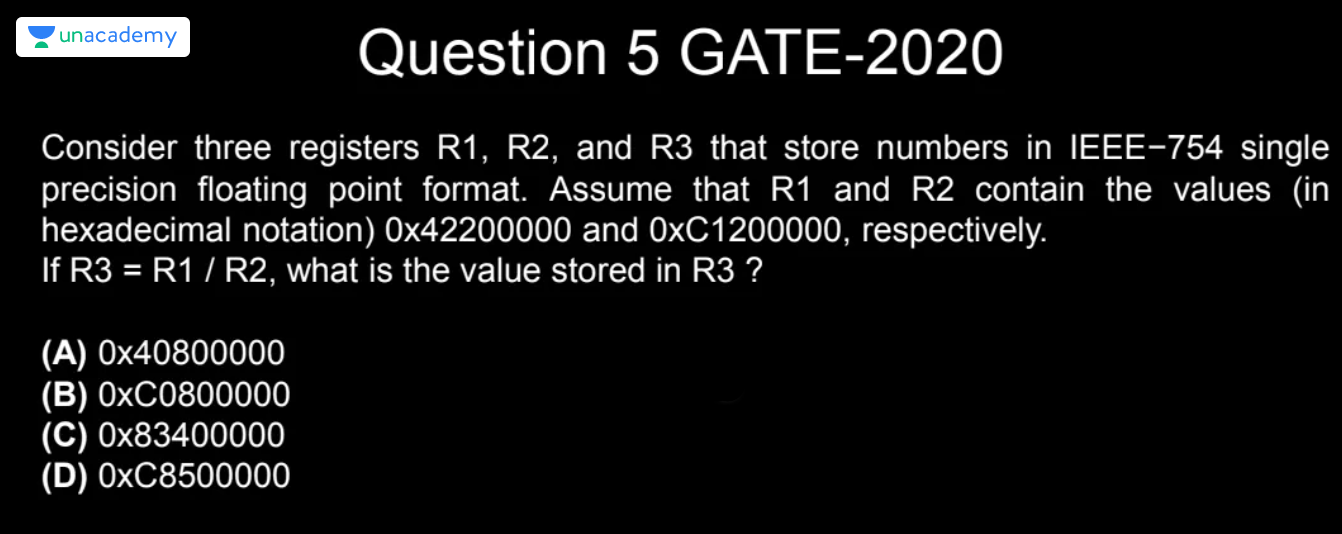 unacademy
Question 5 GATE-2020
Consider three registers R1, R2, and R3 that store numbers in IEEE−754 single
precision floating point format. Assume that R1 and R2 contain the values (in
hexadecimal notation) 0x42200000 and 0xC1200000, respectively.
If R3 = R1 / R2, what is the value stored in R3 ?
(A) 0x40800000
(B) 0xC0800000
(C) 0x83400000
(D) 0xC8500000